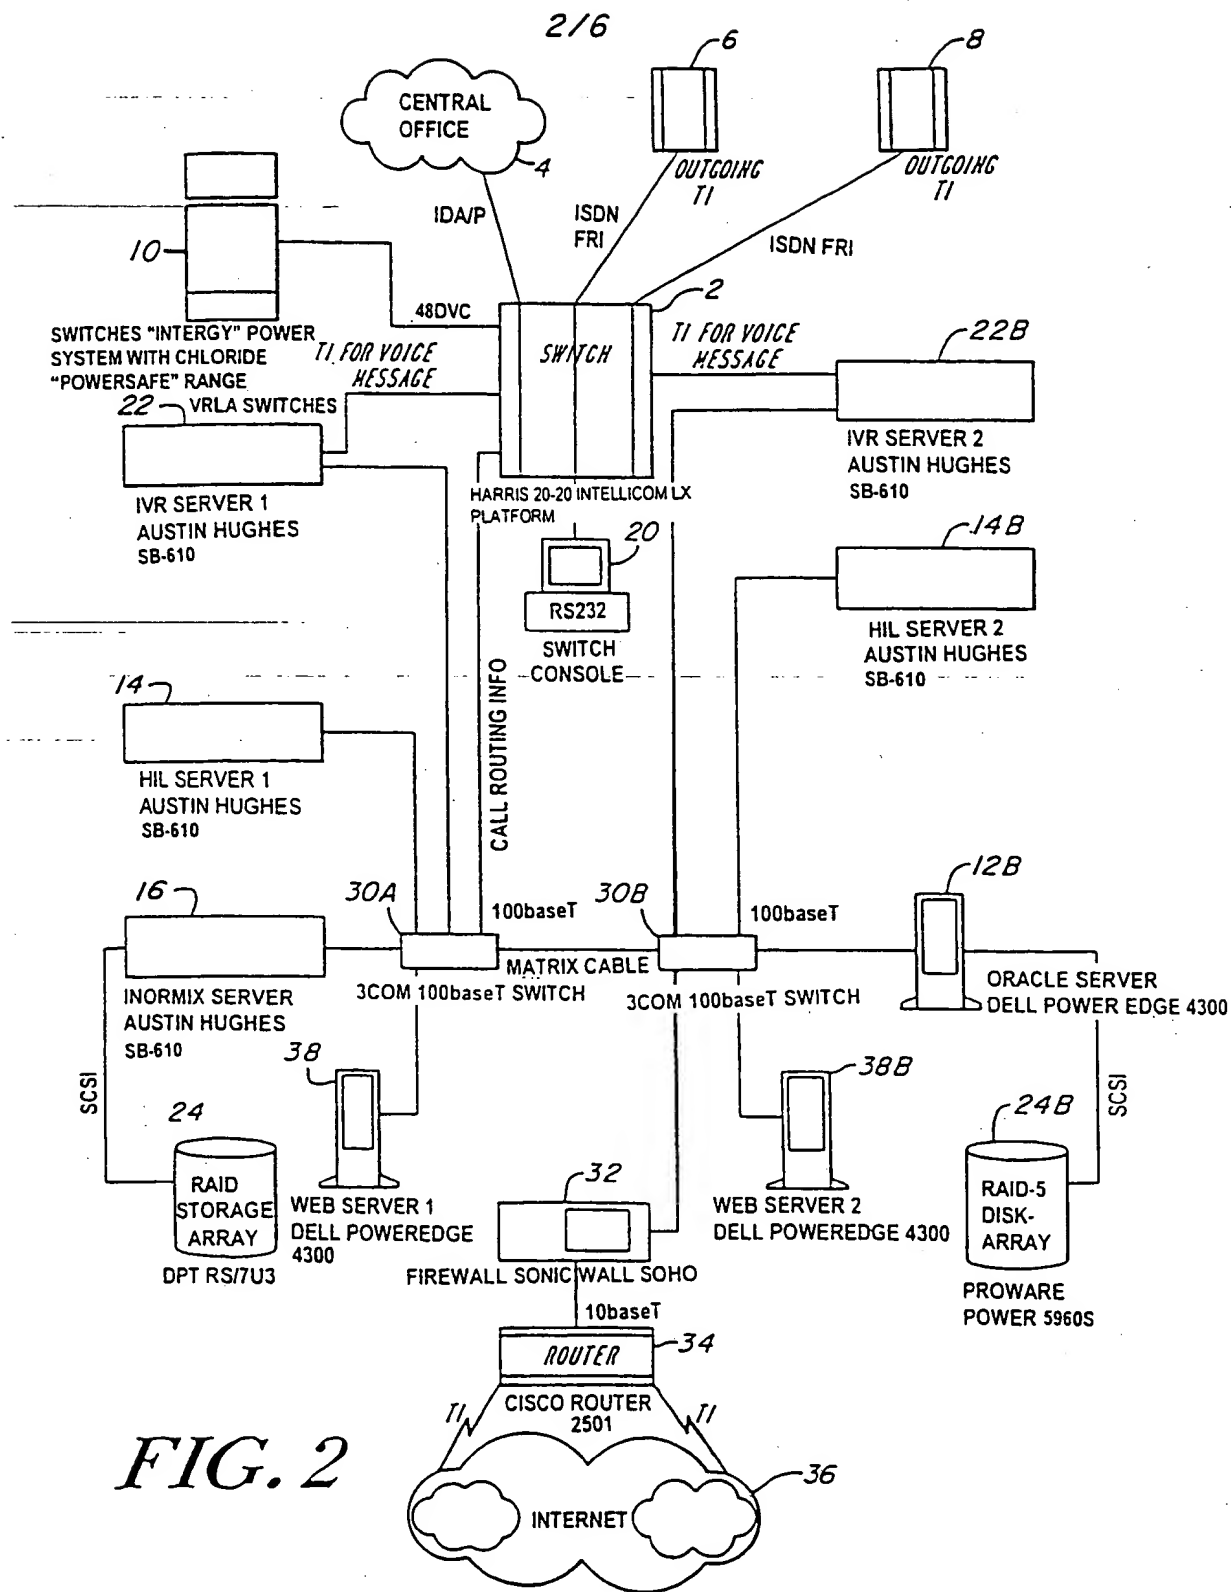 2/6
6
8
CENTRAL
OFFICE
4
OUTGOING
T1
OUTGOING
T1
IDA/P
ISDN
FRI
ISDN FRI
10
2
48DVC
SWITCHES "INTERGY" POWER
SYSTEM WITH CHLORIDE
"POWERSAFE" RANGE
VRLA SWITCHES
T1 FOR VOICE
MESSAGE
SWITCH
T1 FOR VOICE
MESSAGE
22B
22
IVR SERVER 1
AUSTIN HUGHES
SB-610
IVR SERVER 2
AUSTIN HUGHES
SB-610
HARRIS 20-20 INTELLICOM LX
PLATFORM
20
14B
RS232
SWITCH
CONSOLE
HIL SERVER 2
AUSTIN HUGHES
SB-610
14
CALL ROUTING INFO
HIL SERVER 1
AUSTIN HUGHES
SB-610
12B
16
30A
100baseT
30B
100baseT
MATRIX CABLE
INORMIX SERVER
AUSTIN HUGHES
SB-610
3COM 100baseT SWITCH
3COM 100baseT SWITCH
ORACLE SERVER
DELL POWER EDGE 4300
38
38B
SCSI
SCSI
24
24B
RAID
STORAGE
ARRAY
DPT RS/7U3
WEB SERVER 1
DELL POWEREDGE
4300
32
FIREWALL SONIC WALL SOHO
WEB SERVER 2
DELL POWEREDGE 4300
RAID-5
DISK-
ARRAY
PROWARE
POWER 5960S
10baseT
ROUTER
34
CISCO ROUTER
2501
T1
T1
FIG. 2
36
INTERNET